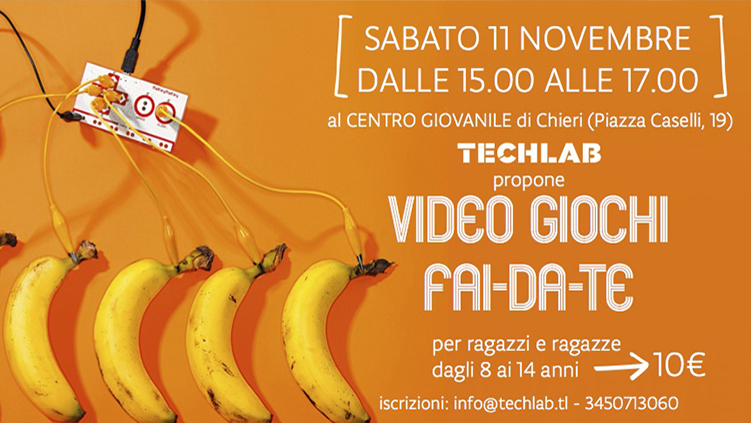 SABATO 11 NOVEMBRE
DALLE 15.00 ALLE 17.00
al CENTRO GIOVANILE di Chieri (Piazza Caselli, 19)
TECHLAB
propone
VIDEO GIOCHI
FAI-DA-TE
per ragazzi e ragazze
dagli 8 ai 14 anni → 10€
iscrizioni: info@techlab.tl - 3450713060